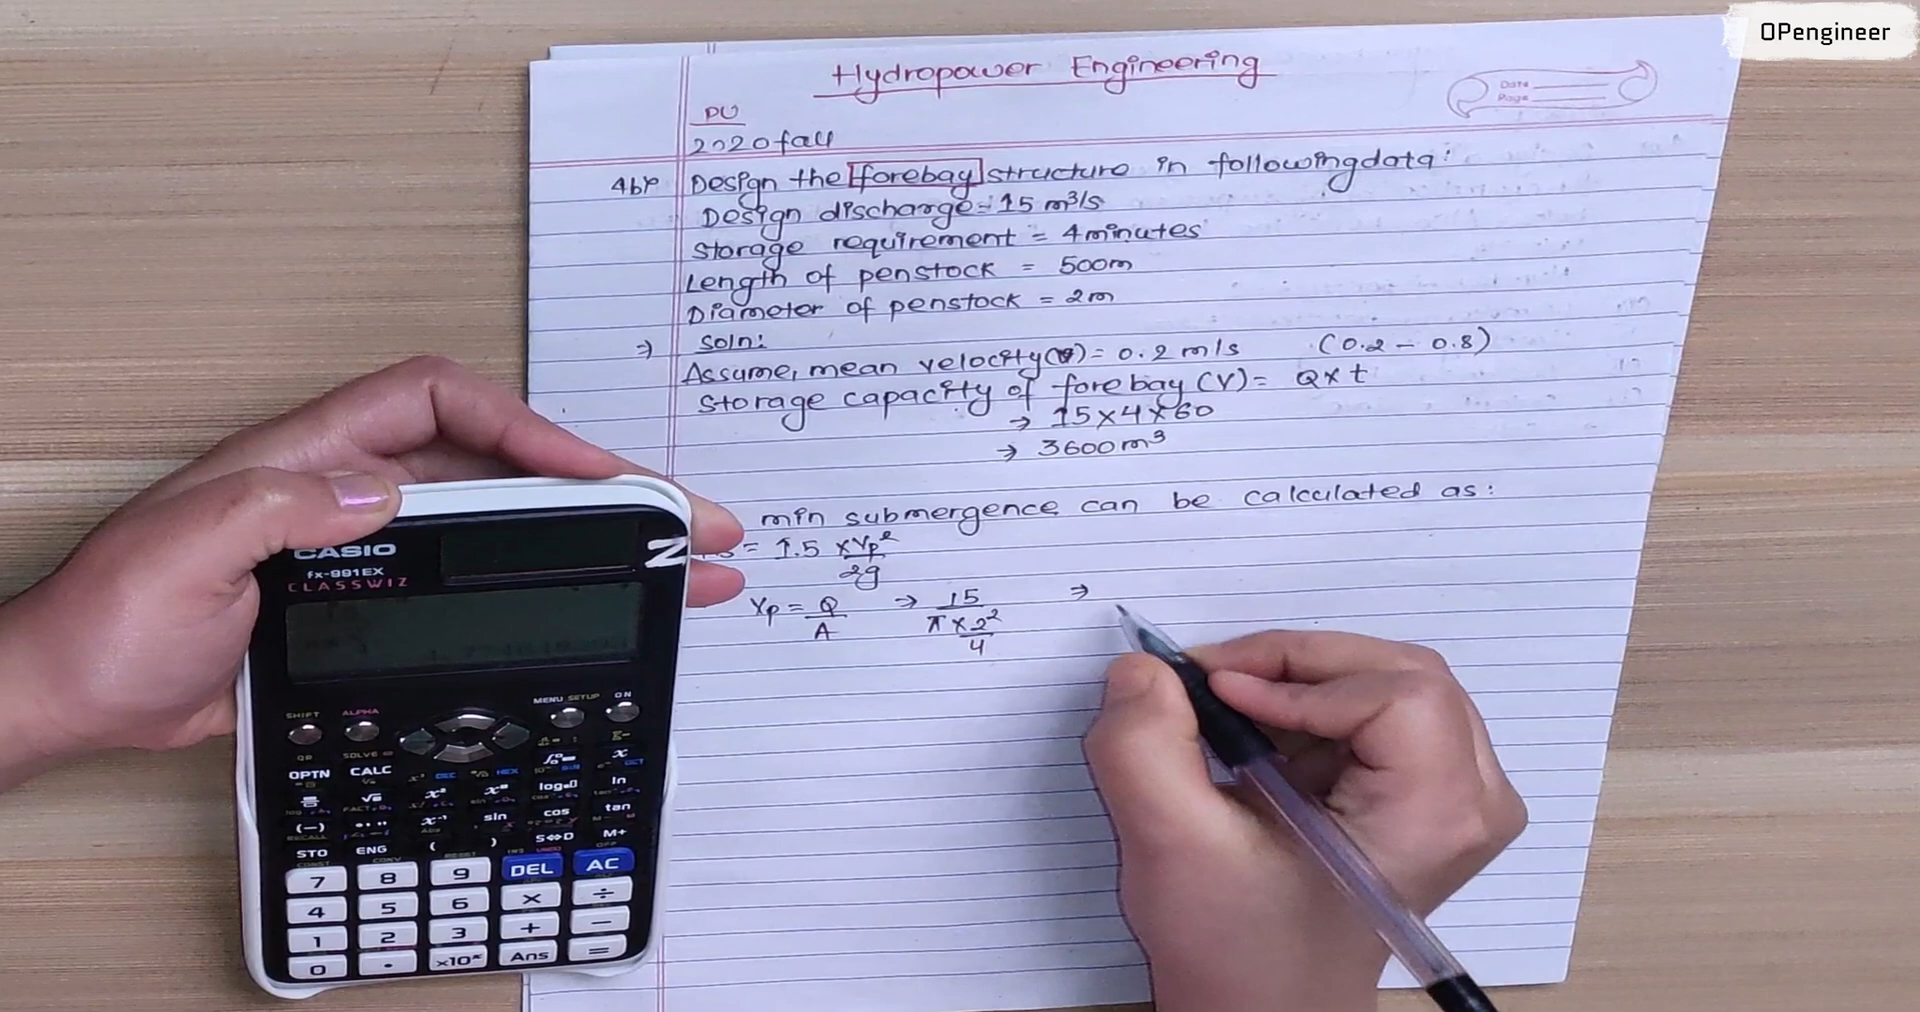 OPengineer
Hydropower Engineering
Date
Page
PU
2020 fall
4b) Design the forebay structure in following data:
Design discharge = 15 m³/s
Storage requirement = 4 minutes
Length of penstock = 500m
Diameter of penstock = 2m
⇒ Soln:
Assume, mean velocity (v) = 0.2 m/s (0.2 - 0.8)
Storage capacity of forebay (V) = Q x t
→ 15 x 4 x 60
→ 3600 m³
min submergence can be calculated as:
= 1.5 x Vp²/2g
Vp = Q/A → 15/(π x 2²/4) ⇒
CASIO
fx-991EX
CLASSWIZ
MENU SETUP ON
SHIFT ALPHA
OPTN CALC
log ln
(-) sin cos tan
STO ENG ( ) S⇔D M+
7 8 9 DEL AC
4 5 6 × ÷
1 2 3 + −
0 . ×10ˣ Ans =